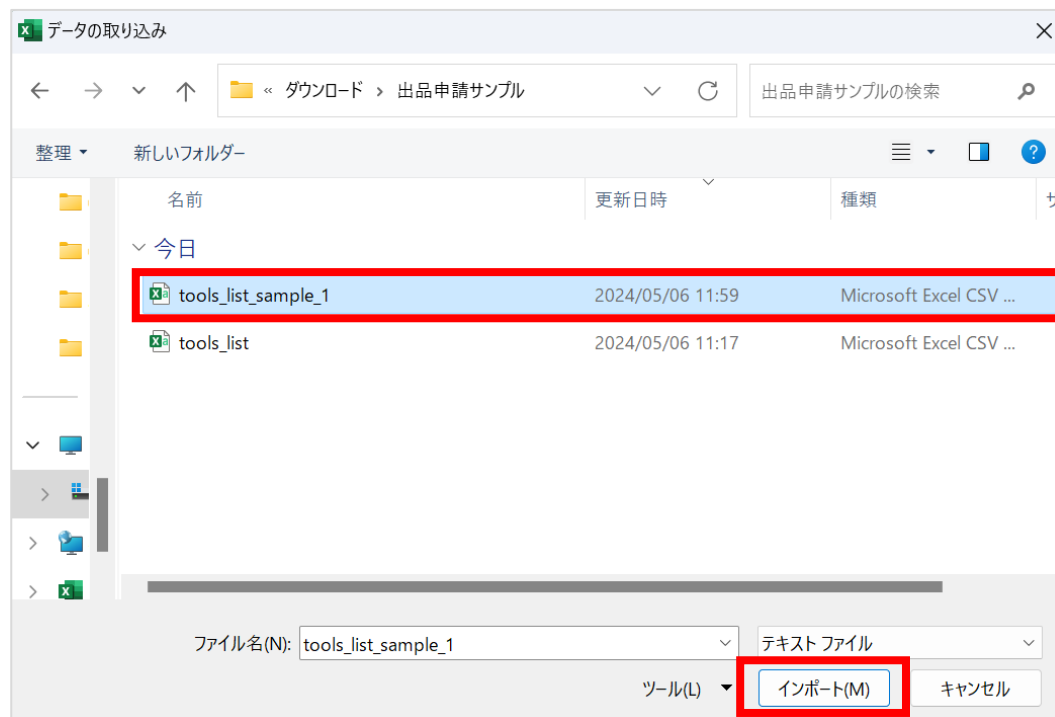 データの取り込み
« ダウンロード › 出品申請サンプル
出品申請サンプルの検索
整理
新しいフォルダー
名前 更新日時 種類
今日
tools_list_sample_1 2024/05/06 11:59 Microsoft Excel CSV ...
tools_list 2024/05/06 11:17 Microsoft Excel CSV ...
ファイル名(N): tools_list_sample_1 テキスト ファイル
ツール(L) インポート(M) キャンセル